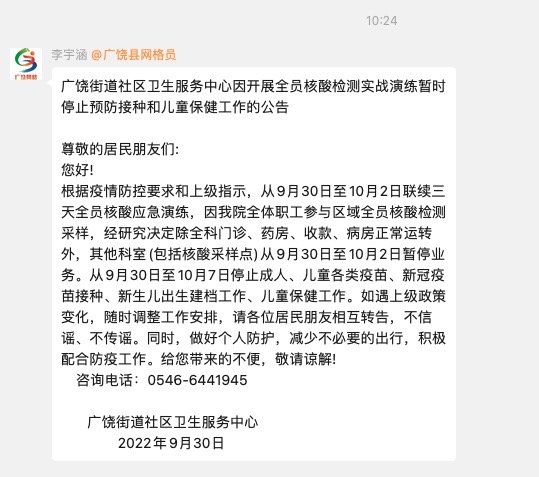 10:24
李宇涵 @广饶县网格员
广饶网格
广饶街道社区卫生服务中心因开展全员核酸检测实战演练暂时
停止预防接种和儿童保健工作的公告
尊敬的居民朋友们:
您好!
根据疫情防控要求和上级指示，从9月30日至10月2日联续三
天全员核酸应急演练，因我院全体职工参与区域全员核酸检测
采样，经研究决定除全科门诊、药房、收款、病房正常运转
外，其他科室(包括核酸采样点)从9月30日至10月2日暂停业
务。从9月30日至10月7日停止成人、儿童各类疫苗、新冠疫
苗接种、新生儿出生建档工作、儿童保健工作。如遇上级政策
变化，随时调整工作安排，请各位居民朋友相互转告，不信
谣、不传谣。同时，做好个人防护，减少不必要的出行，积极
配合防疫工作。给您带来的不便，敬请谅解!
咨询电话：0546-6441945
广饶街道社区卫生服务中心
2022年9月30日